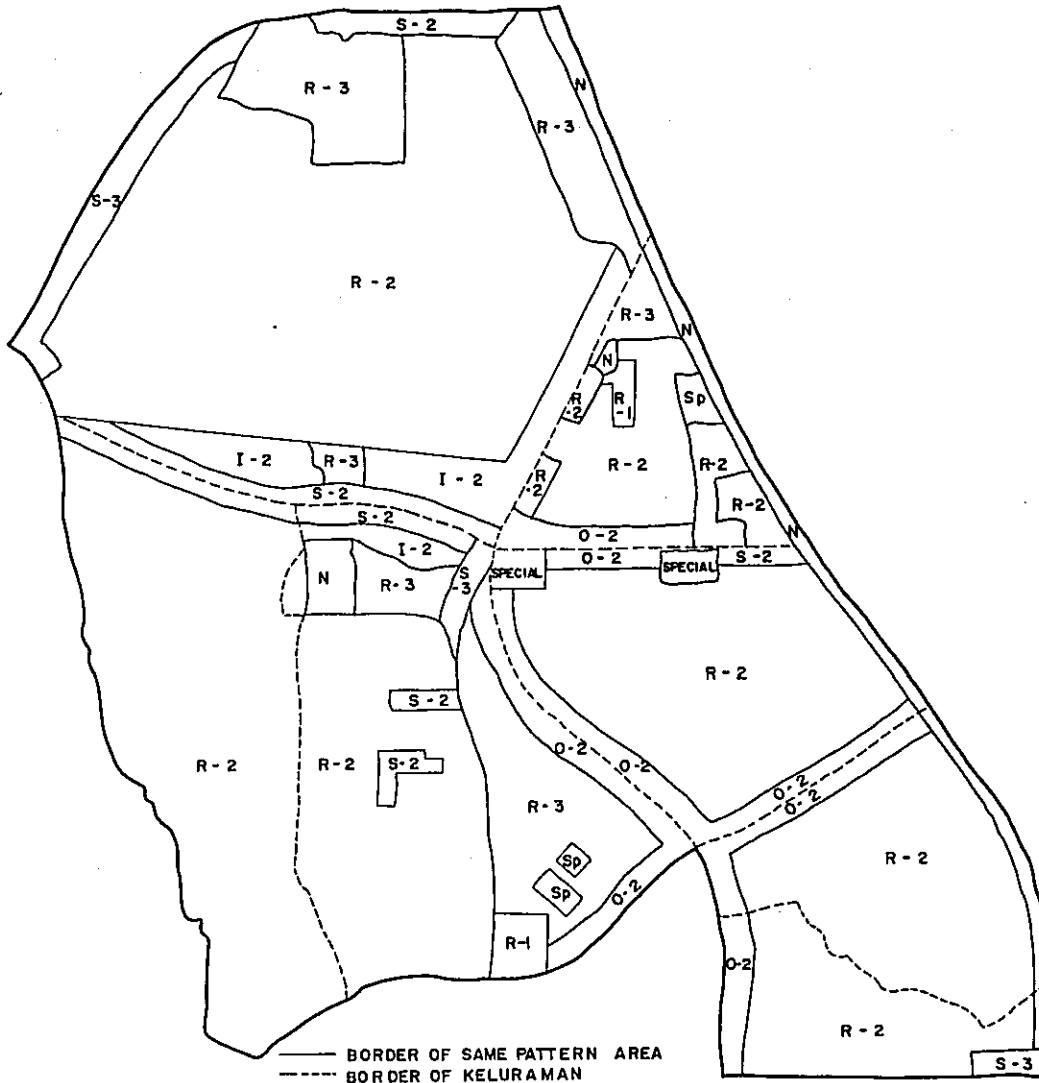 S-2
R-3
N
R-3
S-3
R-2
R-3
N
N
R-2
R-1
Sp
I-2
R-3
I-2
R-2
R-2
R-2
R-2
S-2
S-2
O-2
N
I-2
S-3
SPECIAL
O-2
SPECIAL
S-2
N
R-3
R-2
S-2
O-2
O-2
O-2
O-2
R-2
R-2
S-2
R-3
R-2
Sp
Sp
O-2
R-1
O-2
R-2
S-3
BORDER OF SAME PATTERN AREA
BORDER OF KELURAMAN